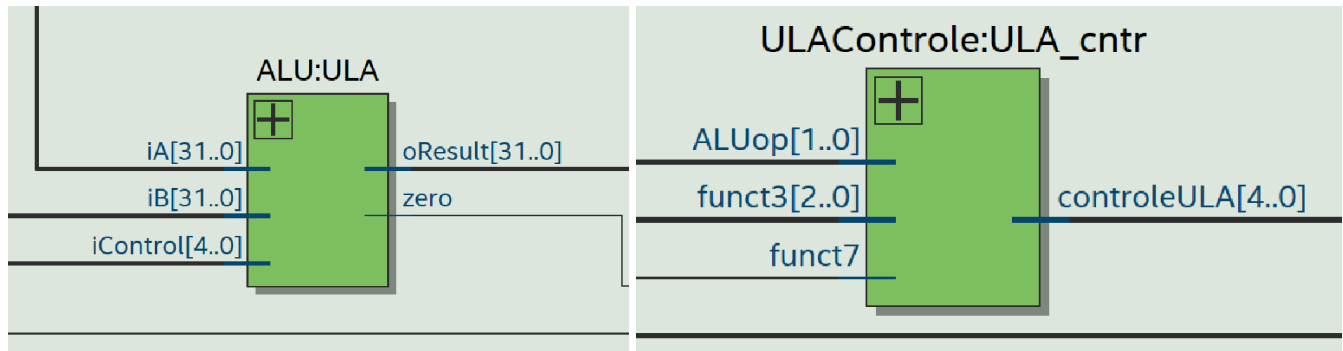 ALU:ULA
iA[31..0]
oResult[31..0]
iB[31..0]
zero
iControl[4..0]
ULAControle:ULA_cntr
ALUop[1..0]
funct3[2..0]
controleULA[4..0]
funct7